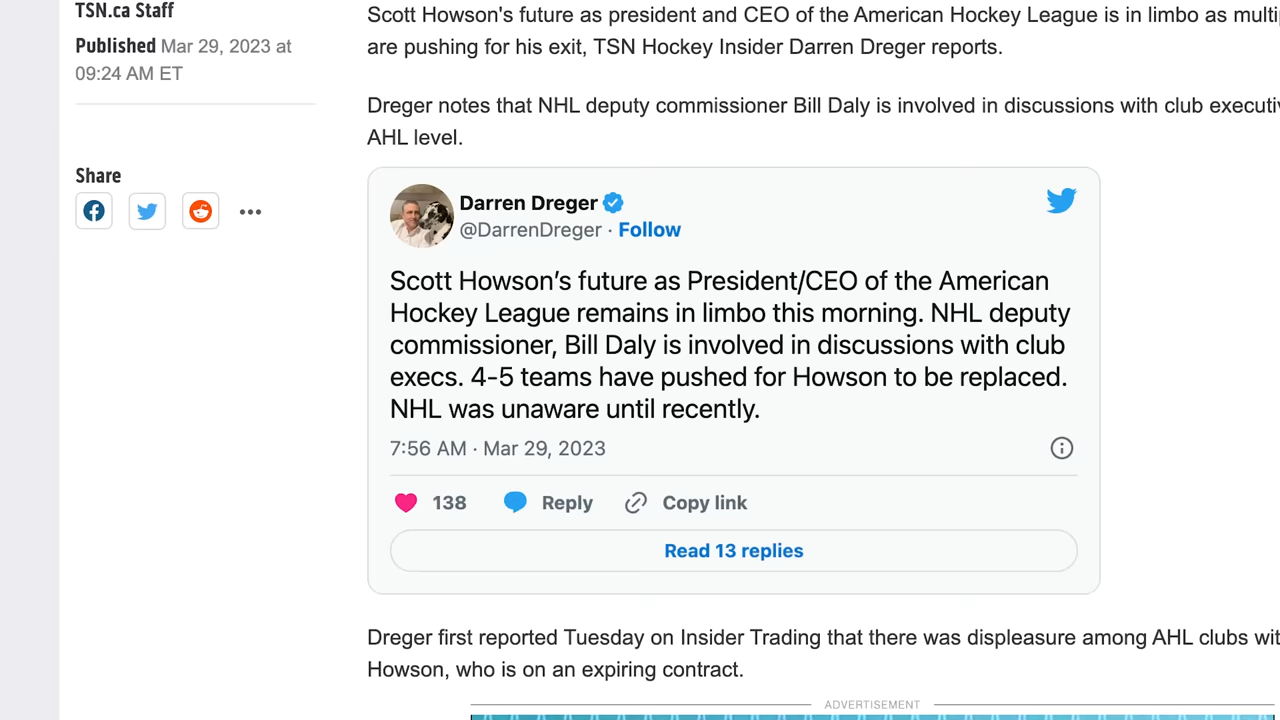 TSN.ca Staff
Published Mar 29, 2023 at
09:24 AM ET
Share
Scott Howson's future as president and CEO of the American Hockey League is in limbo as
are pushing for his exit, TSN Hockey Insider Darren Dreger reports.
Dreger notes that NHL deputy commissioner Bill Daly is involved in discussions with club
AHL level.
Darren Dreger
@DarrenDreger · Follow
Scott Howson’s future as President/CEO of the American
Hockey League remains in limbo this morning. NHL deputy
commissioner, Bill Daly is involved in discussions with club
execs. 4-5 teams have pushed for Howson to be replaced.
NHL was unaware until recently.
7:56 AM · Mar 29, 2023
138 Reply Copy link
Read 13 replies
Dreger first reported Tuesday on Insider Trading that there was displeasure among AHL clubs
Howson, who is on an expiring contract.
ADVERTISEMENT